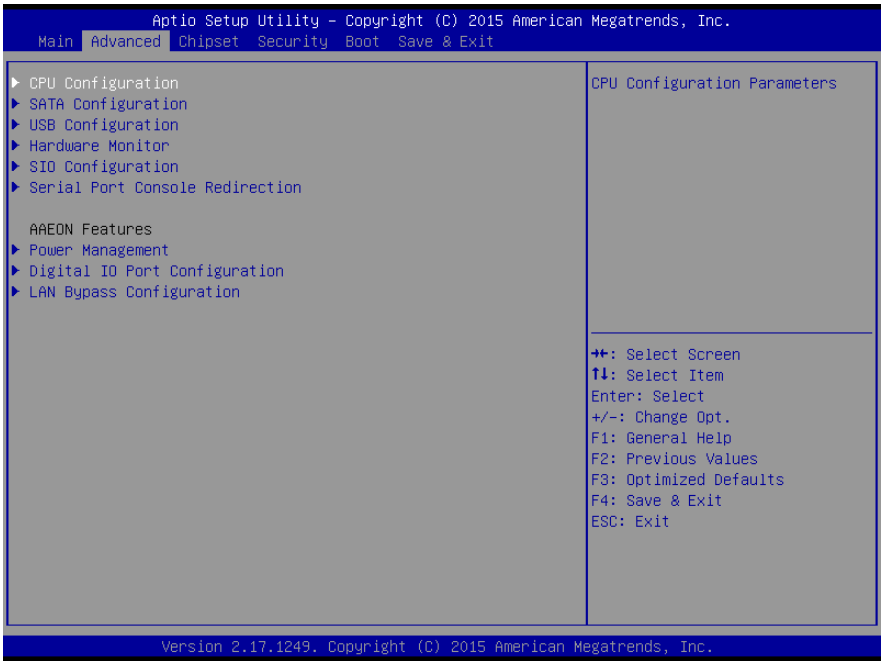 Aptio Setup Utility – Copyright (C) 2015 American Megatrends, Inc.
Main Advanced Chipset Security Boot Save & Exit
▶ CPU Configuration
▶ SATA Configuration
▶ USB Configuration
▶ Hardware Monitor
▶ SIO Configuration
▶ Serial Port Console Redirection
AAEON Features
▶ Power Management
▶ Digital IO Port Configuration
▶ LAN Bypass Configuration
CPU Configuration Parameters
→←: Select Screen
↑↓: Select Item
Enter: Select
+/-: Change Opt.
F1: General Help
F2: Previous Values
F3: Optimized Defaults
F4: Save & Exit
ESC: Exit
Version 2.17.1249. Copyright (C) 2015 American Megatrends, Inc.